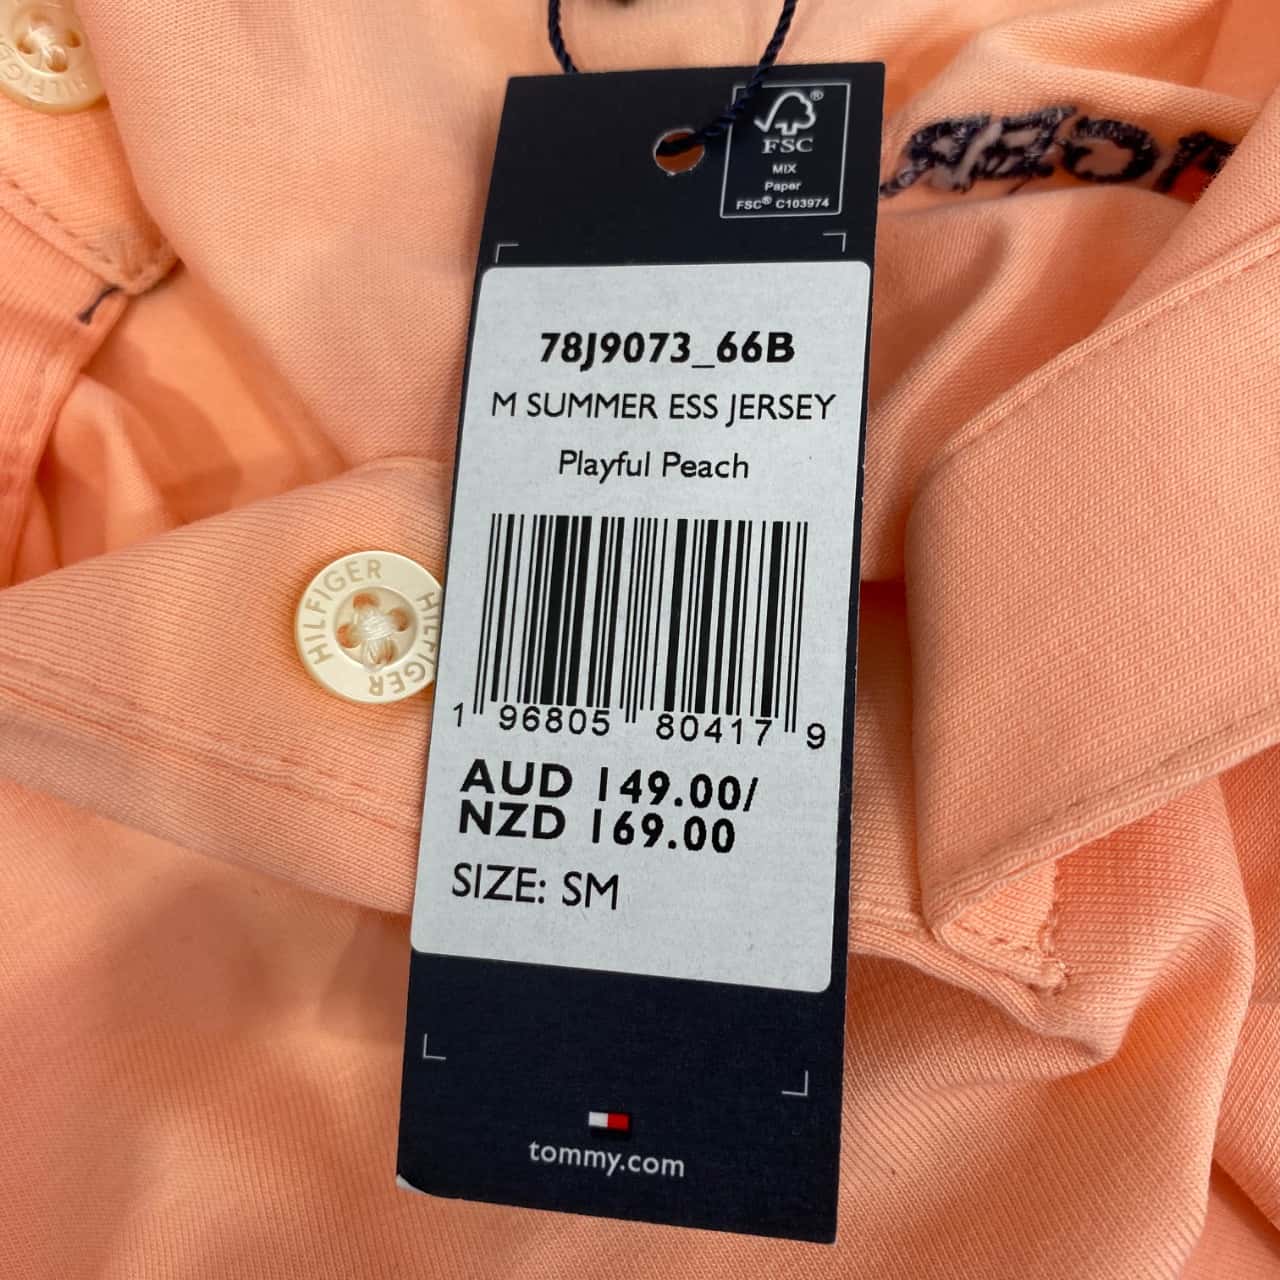 FSC®
MIX
Paper
FSC® C103974
78J9073_66B
M SUMMER ESS JERSEY
Playful Peach
1 96805 80417 9
AUD 149.00/
NZD 169.00
SIZE: SM
tommy.com
HILFIGER
HILFIGER